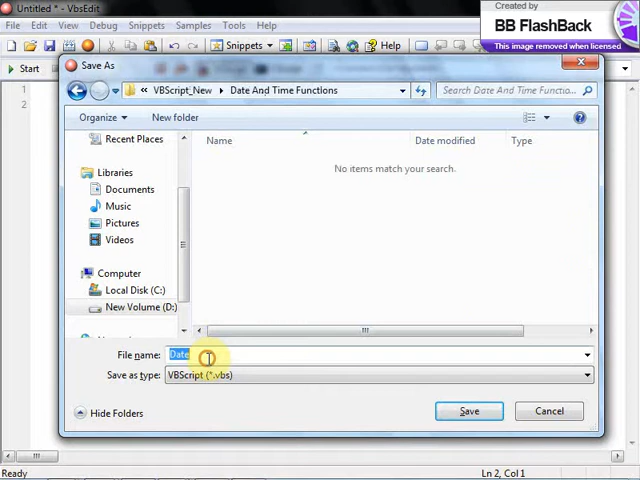 Untitled * - VbsEdit
Created by
BB FlashBack
This image removed when licensed
File Edit View Debug Snippets Samples Tools Help
Snippets
Help
Start
Save As
« VBScript_New Date And Time Functions
Search Date And Time Functions
Organize New folder
Recent Places
Libraries
Documents
Music
Pictures
Videos
Computer
Local Disk (C:)
New Volume (D:)
Name Date modified Type
No items match your search.
File name: Date
Save as type: VBScript (*.vbs)
Hide Folders Save Cancel
1
2
Ready Ln 2, Col 1